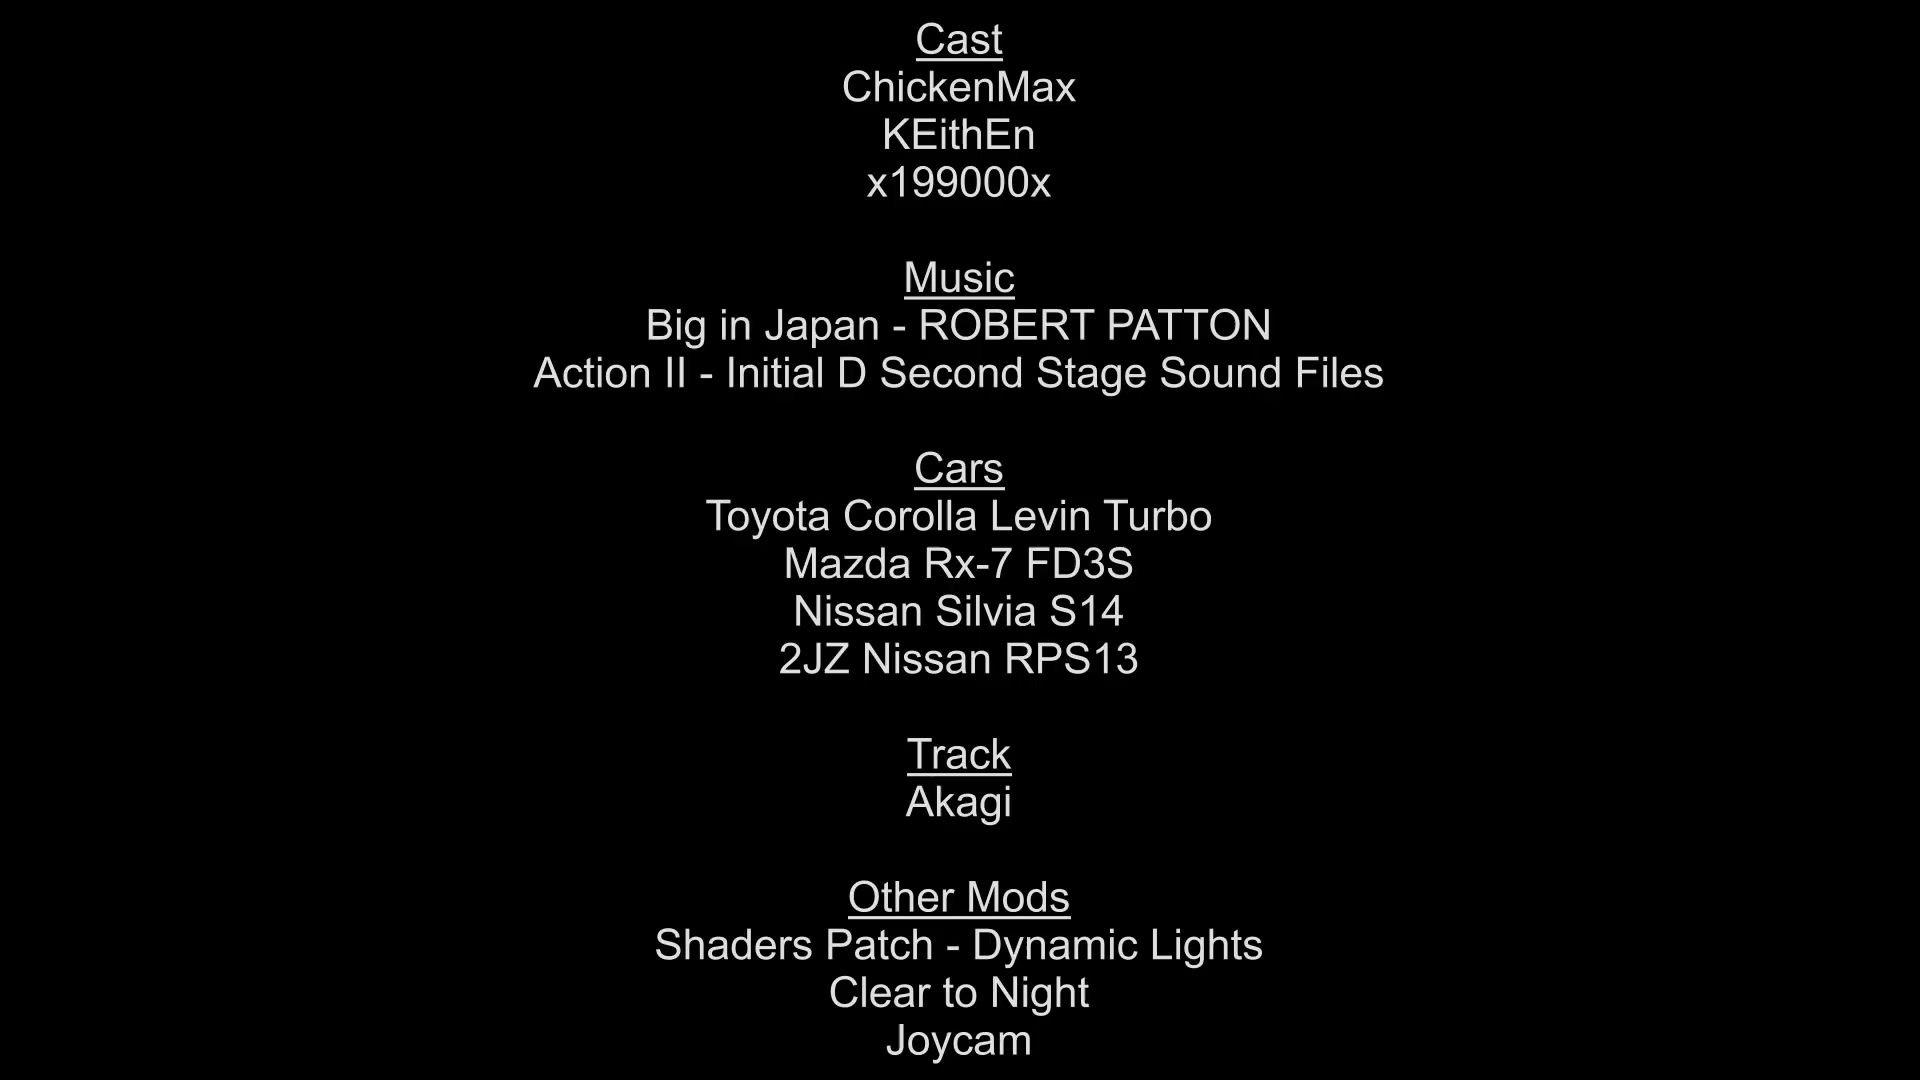 Cast
ChickenMax
KEithEn
x199000x
Music
Big in Japan - ROBERT PATTON
Action II - Initial D Second Stage Sound Files
Cars
Toyota Corolla Levin Turbo
Mazda Rx-7 FD3S
Nissan Silvia S14
2JZ Nissan RPS13
Track
Akagi
Other Mods
Shaders Patch - Dynamic Lights
Clear to Night
Joycam